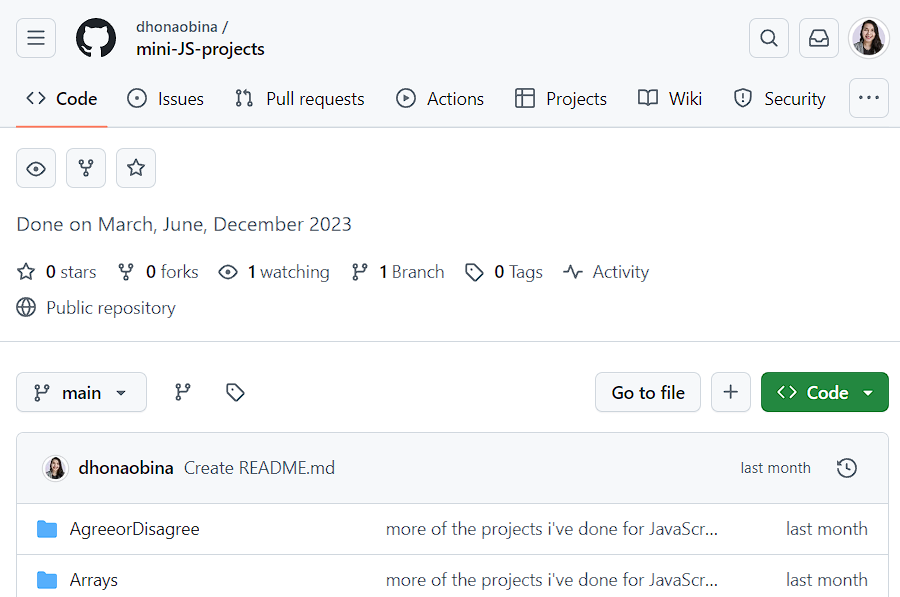 dhonaobina /
mini-JS-projects
Code Issues Pull requests Actions Projects Wiki Security
Done on March, June, December 2023
0 stars 0 forks 1 watching 1 Branch 0 Tags Activity
Public repository
main Go to file Code
dhonaobina Create README.md last month
AgreeorDisagree more of the projects i've done for JavaScr... last month
Arrays more of the projects i've done for JavaScr... last month